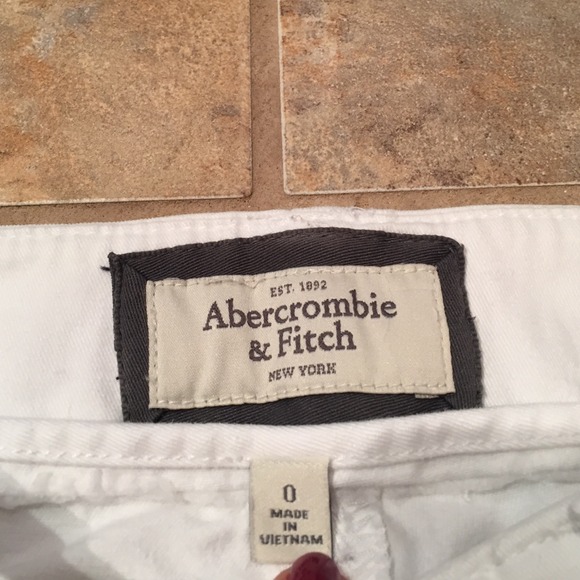 EST. 1892
Abercrombie
& Fitch
NEW YORK
0
MADE
IN
VIETNAM